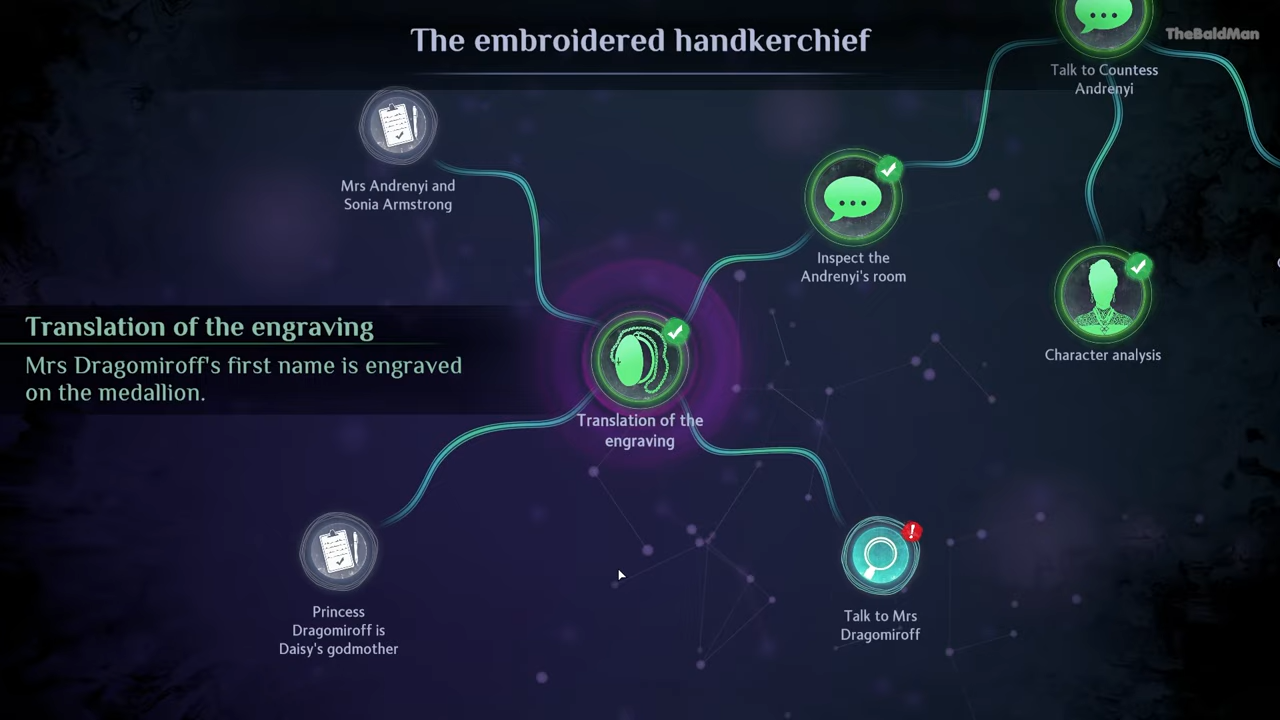 The embroidered handkerchief
TheBaldMan
Talk to Countess
Andrenyi
Mrs Andrenyi and
Sonia Armstrong
Inspect the
Andrenyi's room
Character analysis
Translation of the engraving
Mrs Dragomiroff's first name is engraved
on the medallion.
Translation of the
engraving
Princess
Dragomiroff is
Daisy's godmother
Talk to Mrs
Dragomiroff